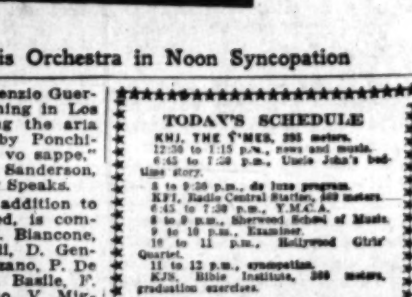 is Orchestra in Noon Syncopation
enzio Guer-
ning in Los
g the aria
by Ponchi-
vo sappe,"
Sanderson,
Speaks.
addition to
ed, is com-
Biancone,
il, D. Gen-
zano, P. De
Basile, F.
TODAY'S SCHEDULE
KHJ, THE TIMES, 395 meters.
12:30 to 1:15 p.m., news and music.
6:45 to 7:30 p.m., Uncle John's bed-
time story.
8 to 9:30 p.m., de luxe program.
KFI, Radio Central Station, meters.
6:45 to 7:30 p.m., Y.M.C.A.
8 to 9 p.m., Sherwood School of Music.
9 to 10 p.m., Examiner.
10 to 11 p.m., Hollywood Girls'
Quartet.
11 to 12 p.m., syncopation.
KJS, Bible Institute, 360 meters,
graduation exercises.